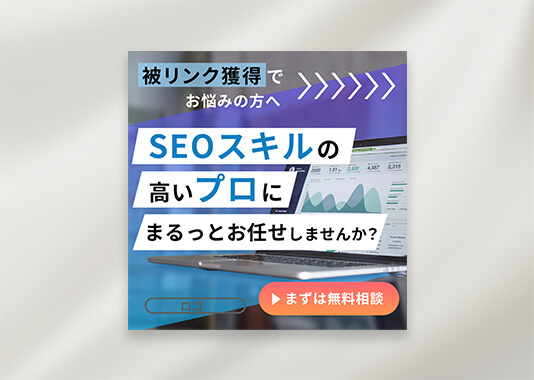 被リンク獲得で
お悩みの方へ
SEOスキルの
高いプロに
まるっとお任せしませんか?
ロゴ
まずは無料相談